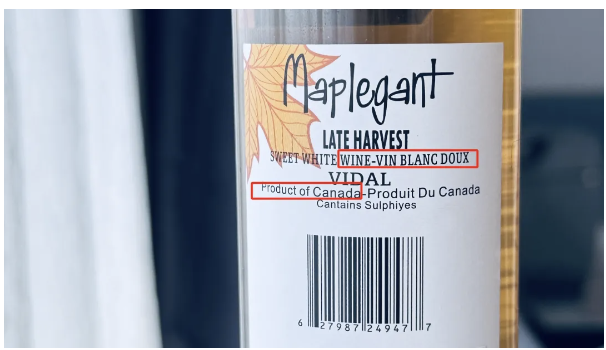 Maplegant
LATE HARVEST
SWEET WHITE WINE-VIN BLANC DOUX
VIDAL
Product of Canada-Produit Du Canada
Cantains Sulphiyes
6 27987 24947 7